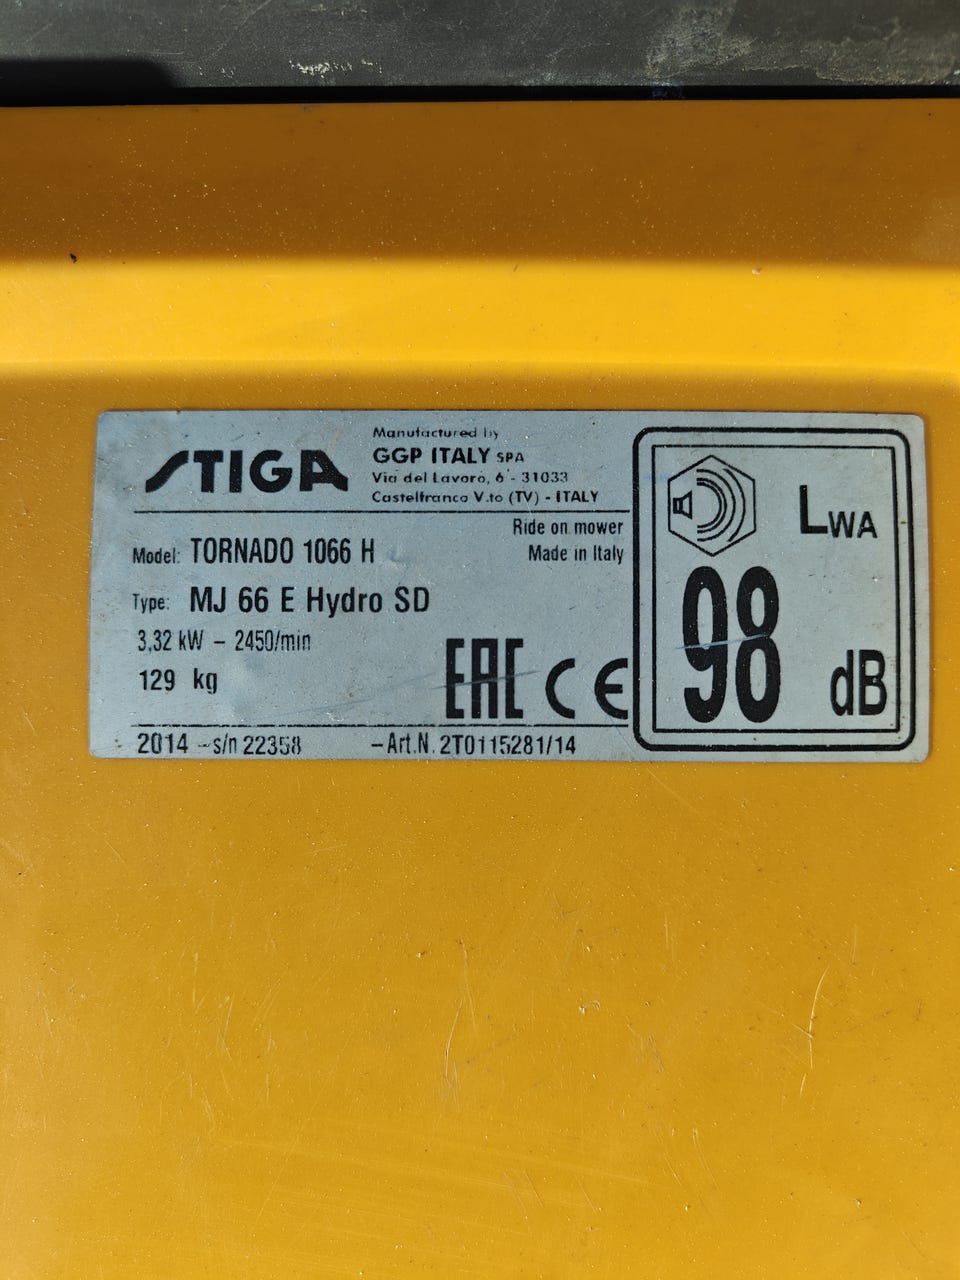 STIGA
Manufactured by
GGP ITALY SPA
Via del Lavoro, 6 - 31033
Castelfranco V.to (TV) - ITALY
Ride on mower
Model: TORNADO 1066 H
Made in Italy
Type: MJ 66 E Hydro SD
3,32 kW – 2450/min
129 kg
EAC CE
2014 – s/n 22358 – Art.N. 2T0115281/14
LWA
98
dB